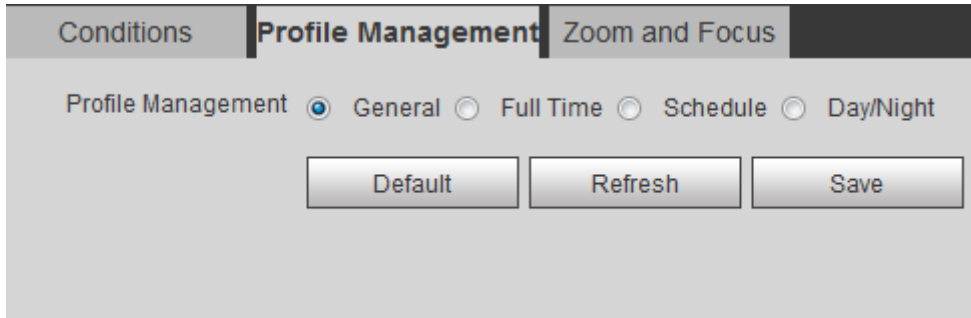 Conditions Profile Management Zoom and Focus
Profile Management General Full Time Schedule Day/Night
Default Refresh Save